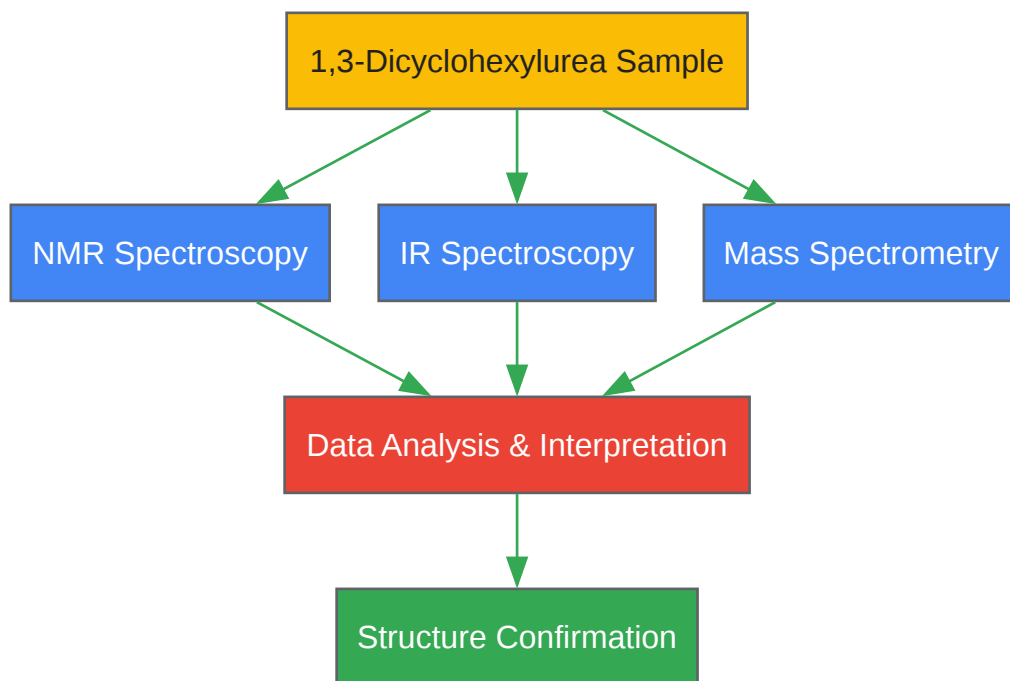 1,3-Dicyclohexylurea Sample
NMR Spectroscopy
IR Spectroscopy
Mass Spectrometry
Data Analysis & Interpretation
Structure Confirmation